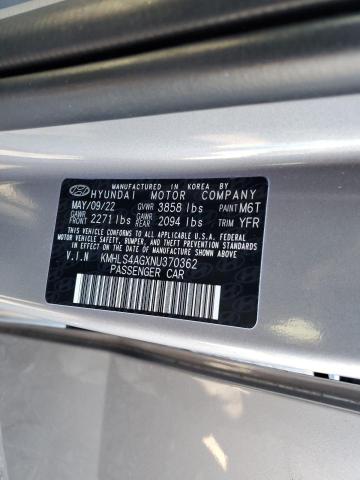 MANUFACTURED IN KOREA BY
HYUNDAI MOTOR COMPANY
MAY/09/22 GVWR 3858 lbs PAINT M6T
GAWR FRONT 2271 lbs GAWR REAR 2094 lbs TRIM YFR
THIS VEHICLE CONFORMS TO ALL APPLICABLE U.S.A. FEDERAL
MOTOR VEHICLE SAFETY, BUMPER, AND THEFT PREVENTION STANDARDS
IN EFFECT ON THE DATE OF MANUFACTURE SHOWN ABOVE.
V.I.N KMHLS4AGXNU370362
PASSENGER CAR